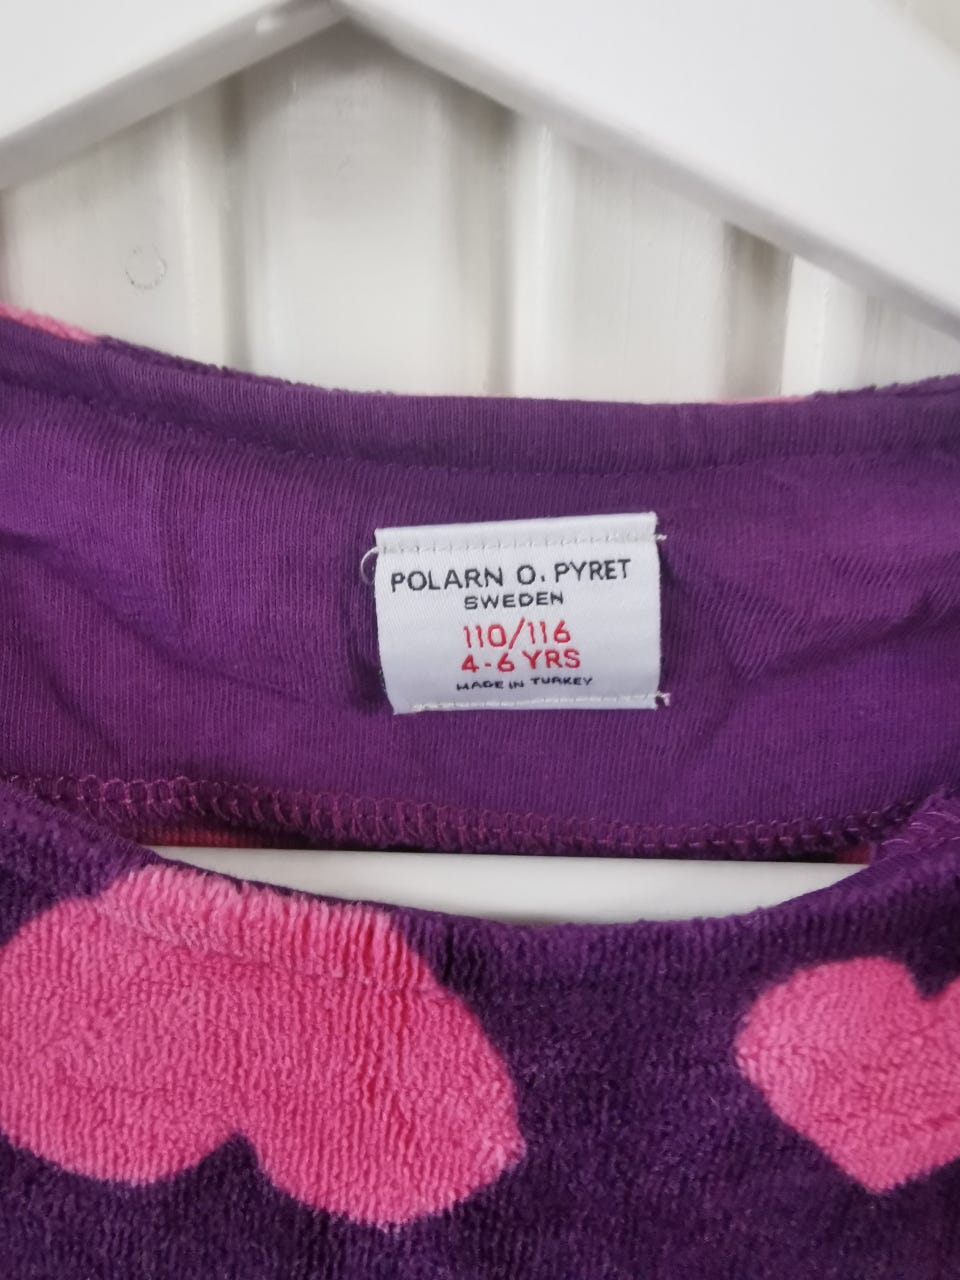 POLARN O. PYRET
SWEDEN
110/116
4-6 YRS
MADE IN TURKEY